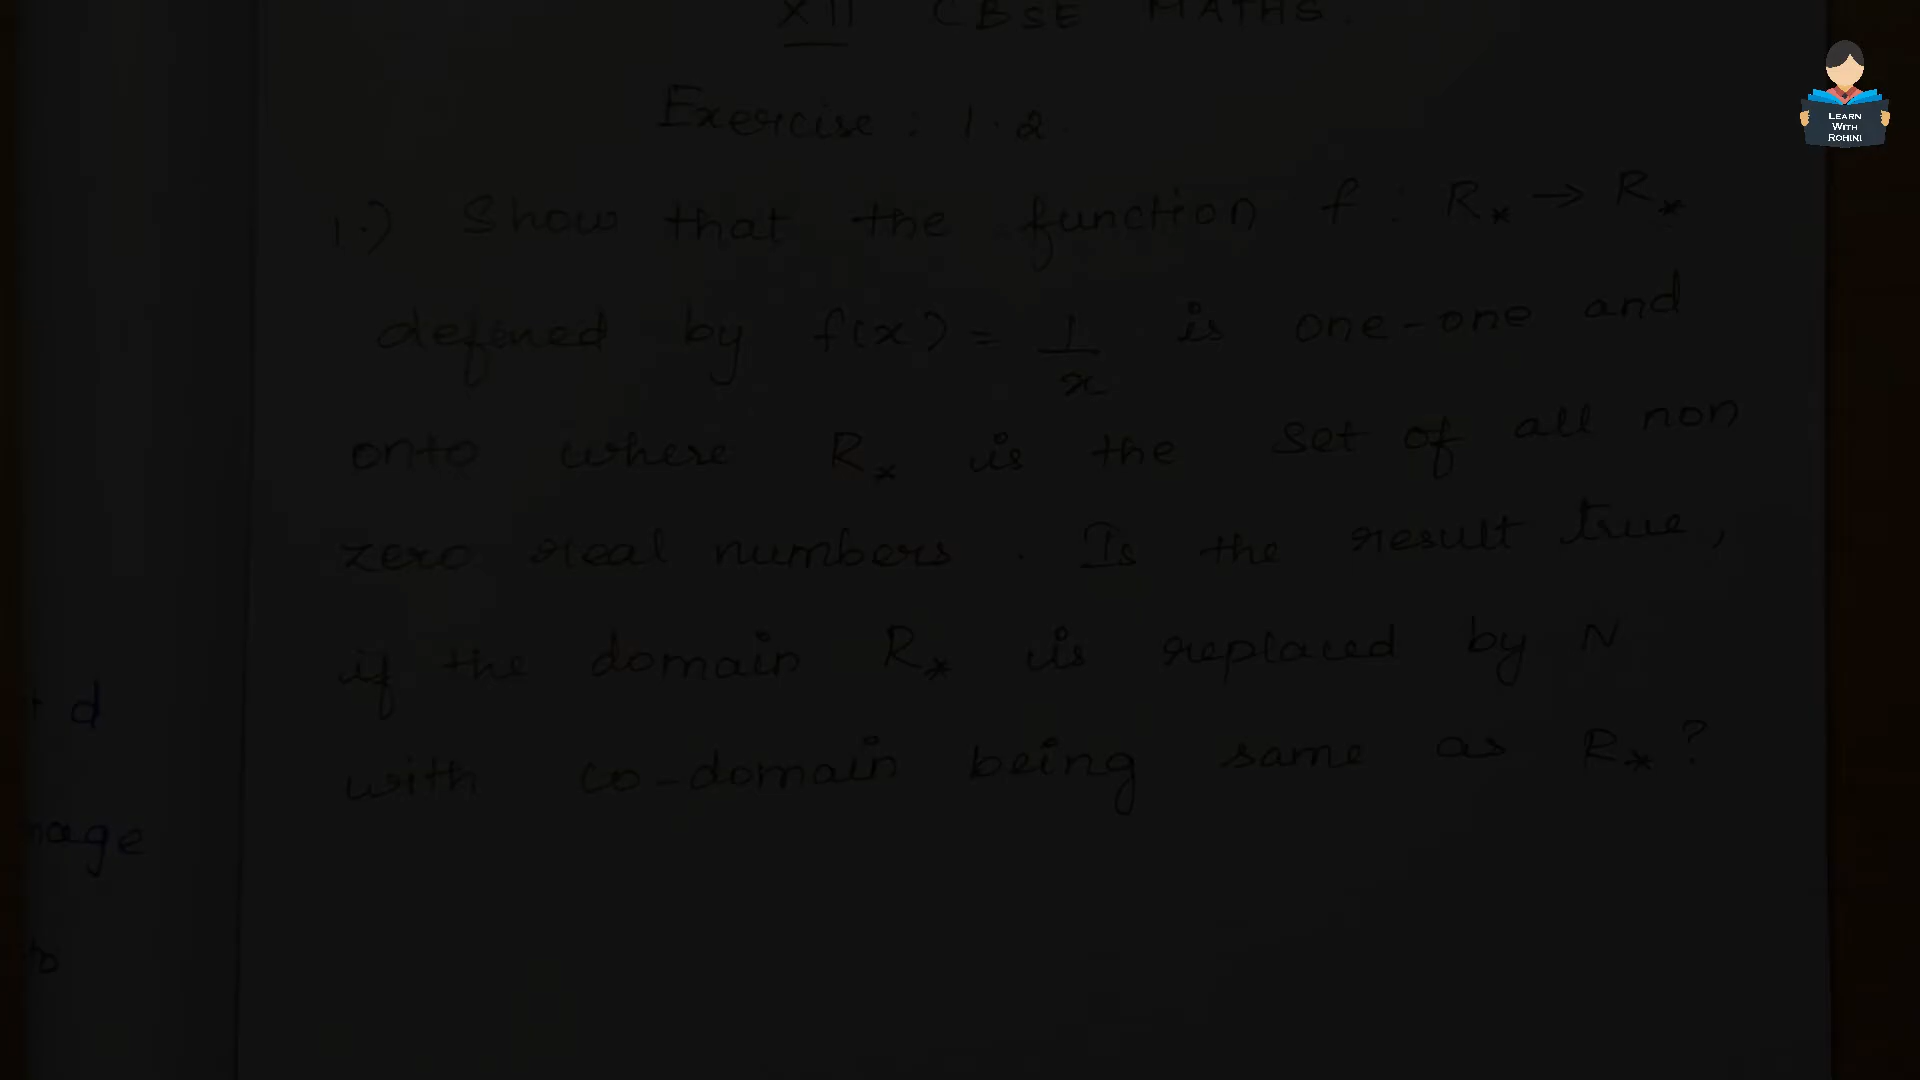 XII CBSE MATHS.
Exercise : 1.2
1.) Show that the function f : R* → R*
defined by f(x) = 1/x is one-one and
onto where R* is the set of all non
zero real numbers. Is the result true,
if the domain R* is replaced by N
with co-domain being same as R*?
d
mage
LEARN
WITH
ROHINI